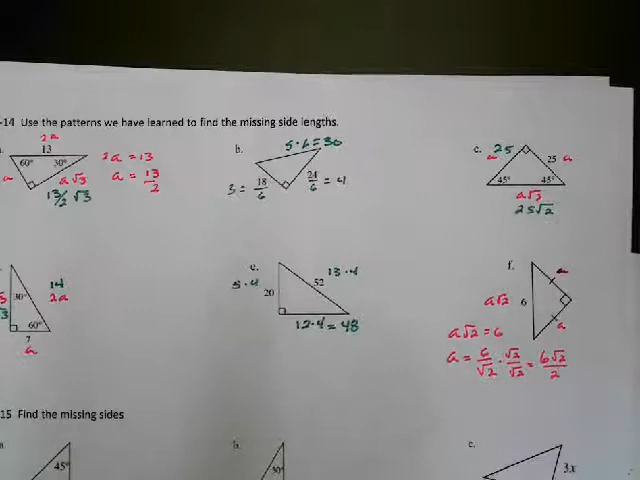 -14 Use the patterns we have learned to find the missing side lengths.
2a
13
60° 30°
a
a√3
13/2 √3
2a = 13
a = 13/2
b.
5·6=30
3 = 18/6
24/6 = 4
c.
25
a
25 a
45° 45°
a√3
25√2
30°
14
2a
60°
7
a
e.
5·4
20
52
13·4
12·4=48
f.
a
a√2
6
a
a√2 = 6
a = 6/√2 · √2/√2 = 6√2/2
15 Find the missing sides
a.
45°
b.
30°
c.
3x